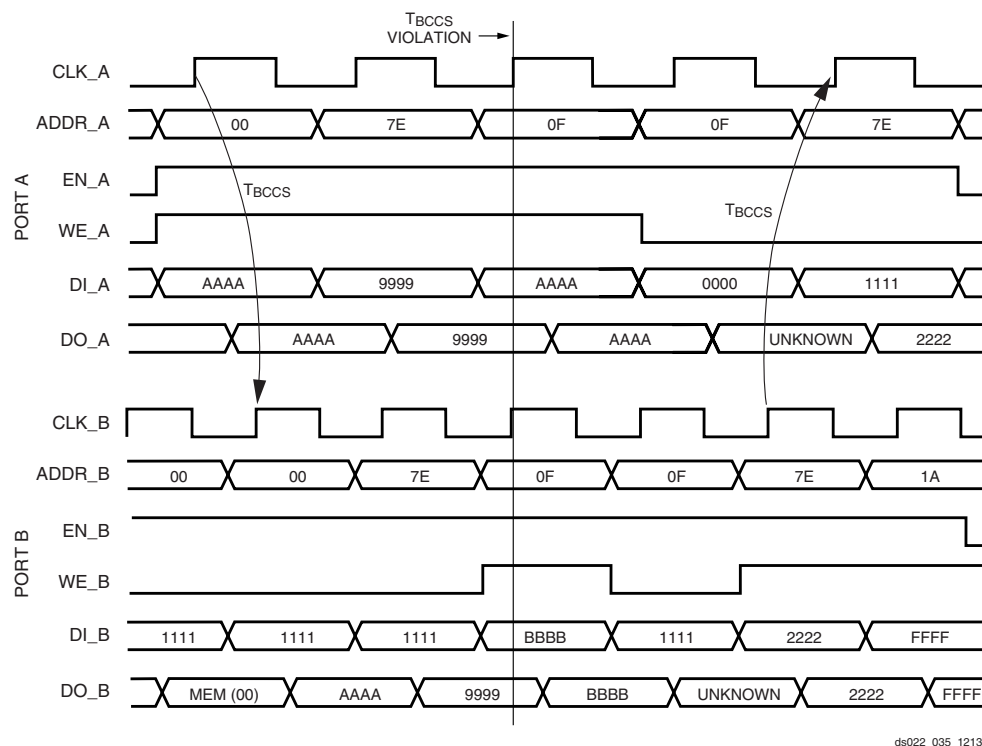 TBCCS
VIOLATION
CLK_A
ADDR_A 00 7E 0F 0F 7E
PORT A
EN_A
TBCCS
TBCCS
WE_A
DI_A AAAA 9999 AAAA 0000 1111
DO_A AAAA 9999 AAAA UNKNOWN 2222
CLK_B
ADDR_B 00 00 7E 0F 0F 7E 1A
PORT B
EN_B
WE_B
DI_B 1111 1111 1111 BBBB 1111 2222 FFFF
DO_B MEM (00) AAAA 9999 BBBB UNKNOWN 2222 FFFF
ds022_035_1213